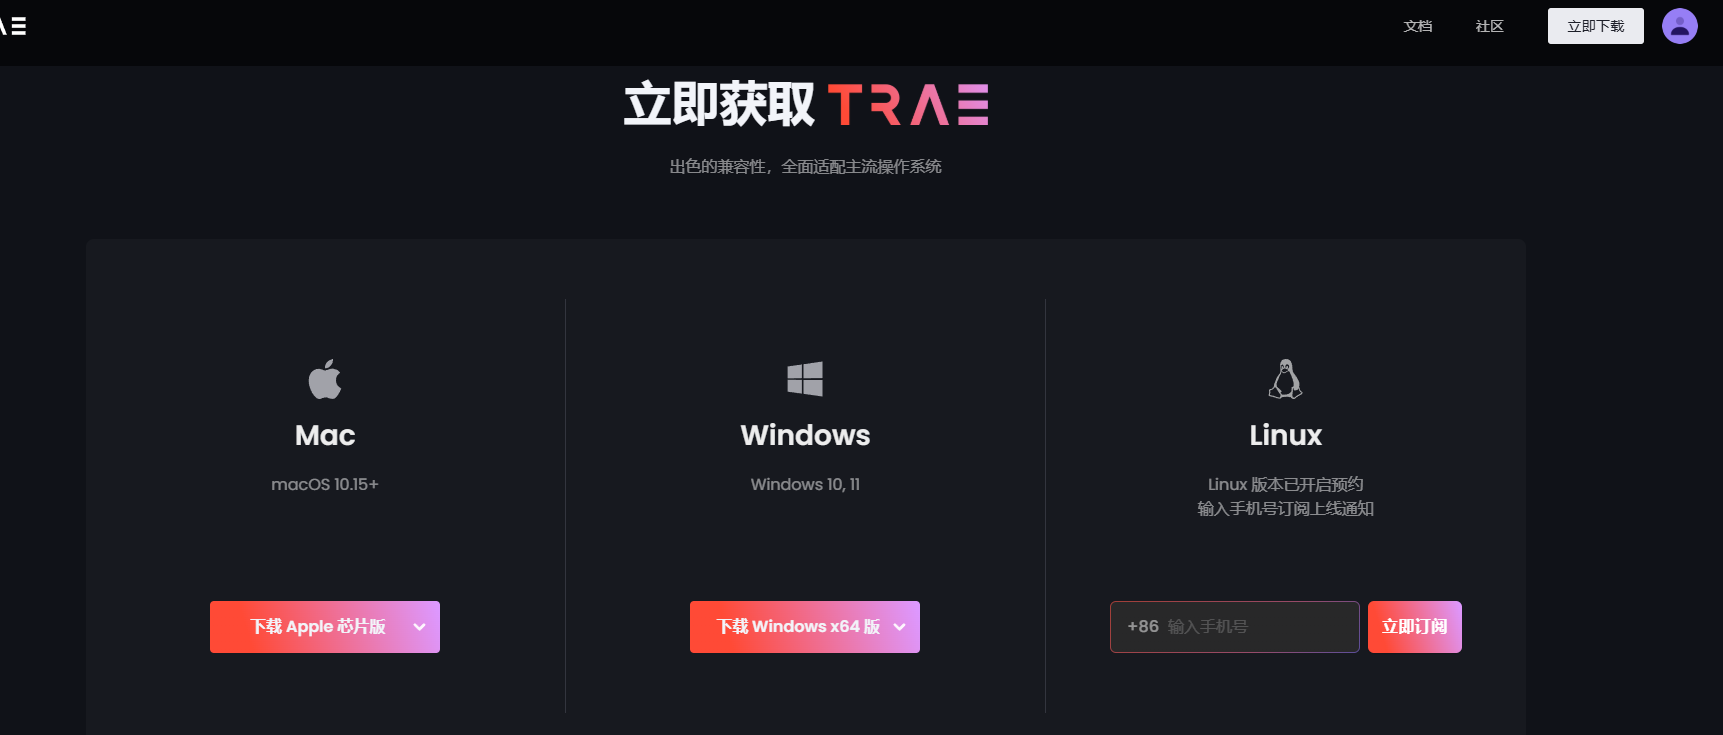 文档
社区
立即下载
立即获取 TRAE
出色的兼容性，全面适配主流操作系统
Mac
macOS 10.15+
下载 Apple 芯片版
Windows
Windows 10, 11
下载 Windows x64 版
Linux
Linux 版本已开启预约
输入手机号订阅上线通知
+86 输入手机号
立即订阅